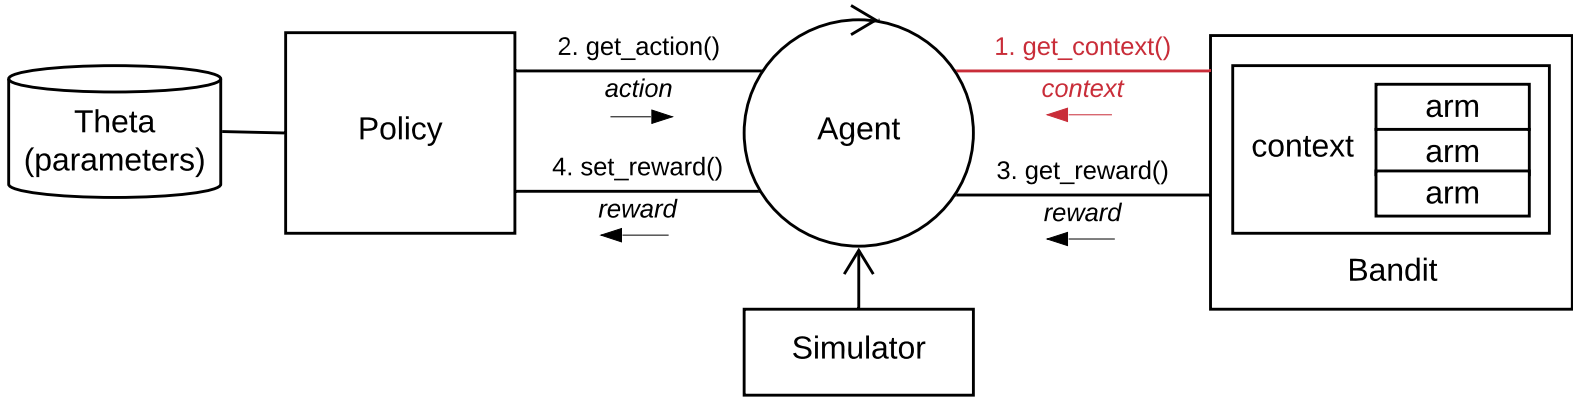 Theta
(parameters)
Policy
2. get_action()
action
4. set_reward()
reward
Agent
Simulator
1. get_context()
context
3. get_reward()
reward
context
arm
arm
arm
Bandit